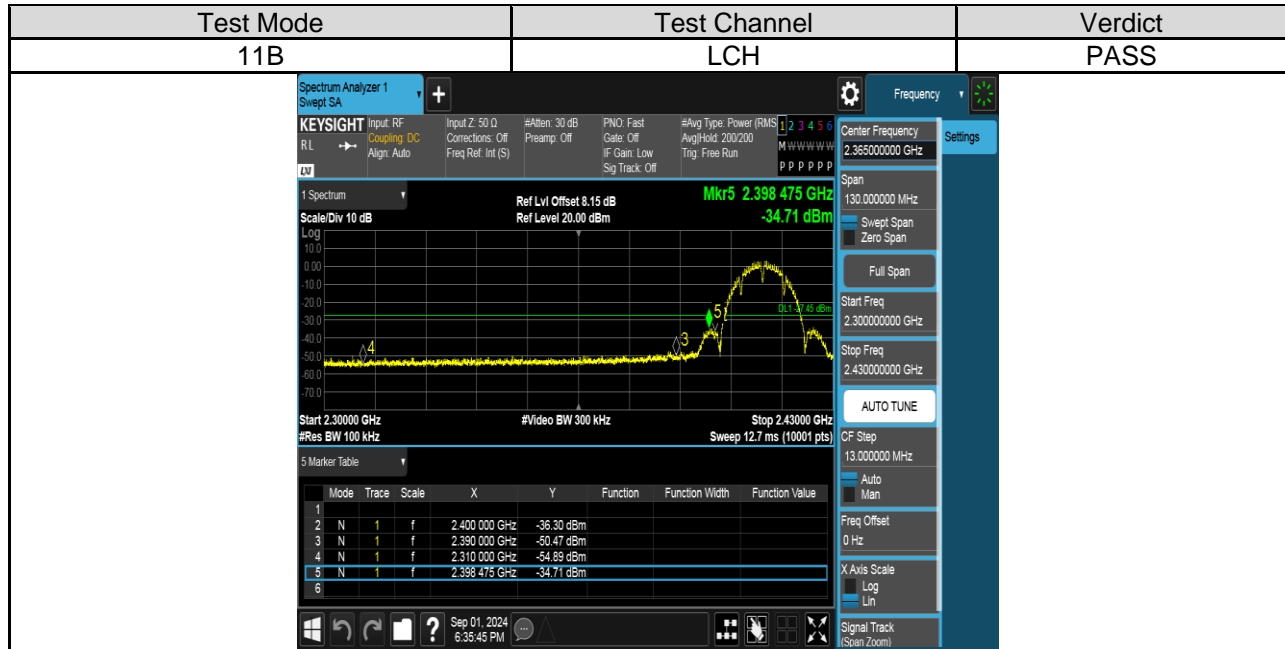 Test Mode Test Channel Verdict
11B LCH PASS
Spectrum Analyzer 1
Swept SA
Frequency
KEYSIGHT Input: RF Input Z: 50 Ω #Atten: 30 dB PNO: Fast #Avg Type: Power (RMS 1 2 3 4 5 6
RL Coupling: DC Corrections: Off Preamp: Off Gate: Off Avg|Hold: 200/200 M W W W W W
Align: Auto Freq Ref: Int (S) IF Gain: Low Trig: Free Run
LXI Sig Track: Off P P P P P P
1 Spectrum
Ref Lvl Offset 8.15 dB Mkr5 2.398 475 GHz
Scale/Div 10 dB Ref Level 20.00 dBm -34.71 dBm
Log
10.0
0.00
-10.0
-20.0
DL1 -27.45 dBm
-30.0
-40.0
-50.0
-60.0
-70.0
5
3
4
Start 2.30000 GHz #Video BW 300 kHz Stop 2.43000 GHz
#Res BW 100 kHz Sweep 12.7 ms (10001 pts)
5 Marker Table
Mode Trace Scale X Y Function Function Width Function Value
1
2 N 1 f 2.400 000 GHz -36.30 dBm
3 N 1 f 2.390 000 GHz -50.47 dBm
4 N 1 f 2.310 000 GHz -54.89 dBm
5 N 1 f 2.398 475 GHz -34.71 dBm
6
Sep 01, 2024
6:35:45 PM
Settings
Center Frequency
2.365000000 GHz
Span
130.000000 MHz
Swept Span
Zero Span
Full Span
Start Freq
2.300000000 GHz
Stop Freq
2.430000000 GHz
AUTO TUNE
CF Step
13.000000 MHz
Auto
Man
Freq Offset
0 Hz
X Axis Scale
Log
Lin
Signal Track
(Span Zoom)